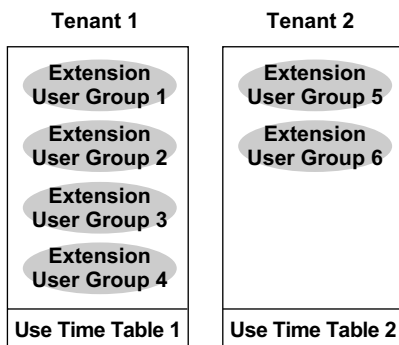 Tenant 1
Extension
User Group 1
Extension
User Group 2
Extension
User Group 3
Extension
User Group 4
Use Time Table 1
Tenant 2
Extension
User Group 5
Extension
User Group 6
Use Time Table 2